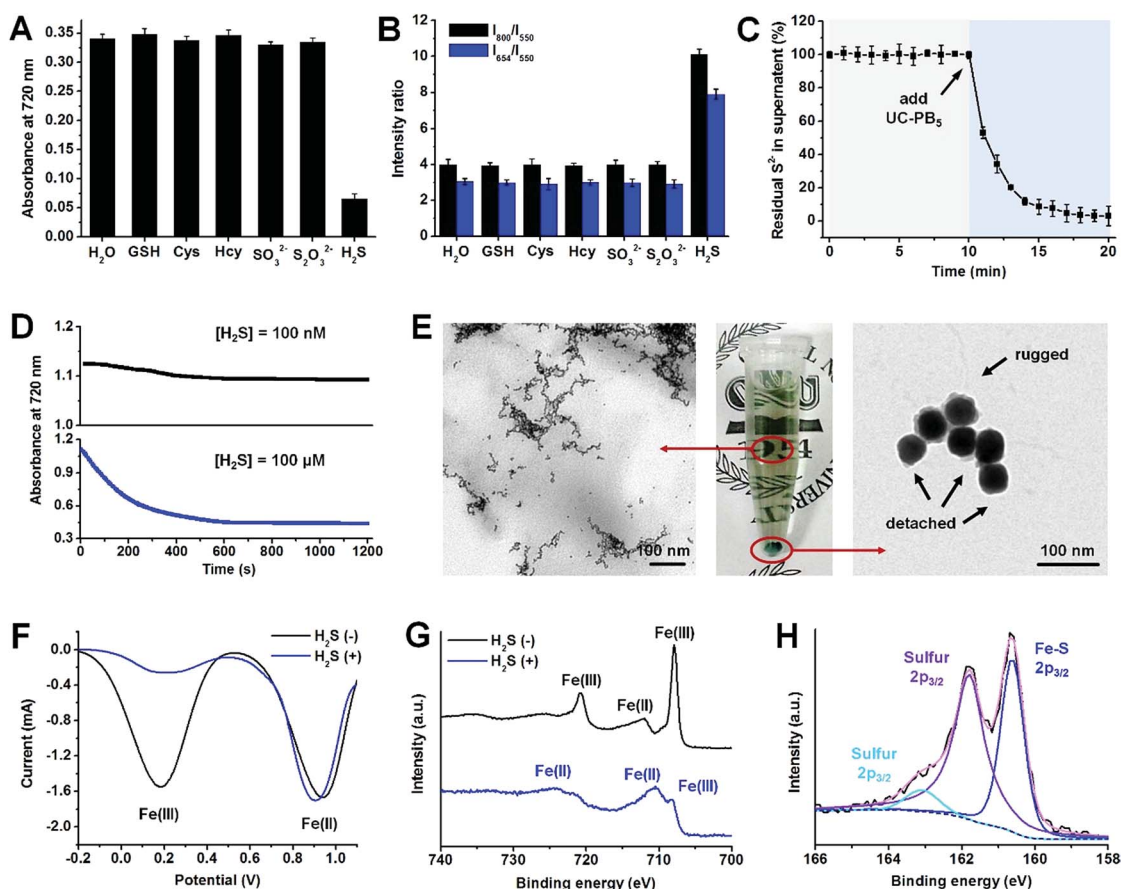 A
Absorbance at 720 nm
0.35
0.30
0.25
0.20
0.15
0.10
0.05
0.00
H₂O GSH Cys Hcy SO₃²⁻ S₂O₃²⁻ H₂S
B
Intensity ratio
I₈₀₀/I₅₅₀
I₆₅₄/I₅₅₀
12
10
8
6
4
2
0
H₂O GSH Cys Hcy SO₃²⁻ S₂O₃²⁻ H₂S
C
Residual S²⁻ in supernatent (%)
120
100
80
60
40
20
0
add
UC-PB₅
0 5 10 15 20
Time (min)
D
Absorbance at 720 nm
1.2
1.1
1.0
[H₂S] = 100 nM
1.2
0.9
0.6
0.3
[H₂S] = 100 µM
0 200 400 600 800 1000 1200
Time (s)
E
100 nm
rugged
detached
100 nm
F
Current (mA)
H₂S (-)
H₂S (+)
0.0
-0.4
-0.8
-1.2
-1.6
-2.0
Fe(III)
Fe(II)
-0.2 0.0 0.2 0.4 0.6 0.8 1.0
Potential (V)
G
Intensity (a.u.)
H₂S (-)
H₂S (+)
Fe(III)
Fe(III)
Fe(II)
Fe(II)
Fe(II)
Fe(III)
740 730 720 710 700
Binding energy (eV)
H
Intensity (a.u.)
Sulfur
2p₃/₂
Fe-S
2p₃/₂
Sulfur
2p₃/₂
166 164 162 160 158
Binding energy (eV)